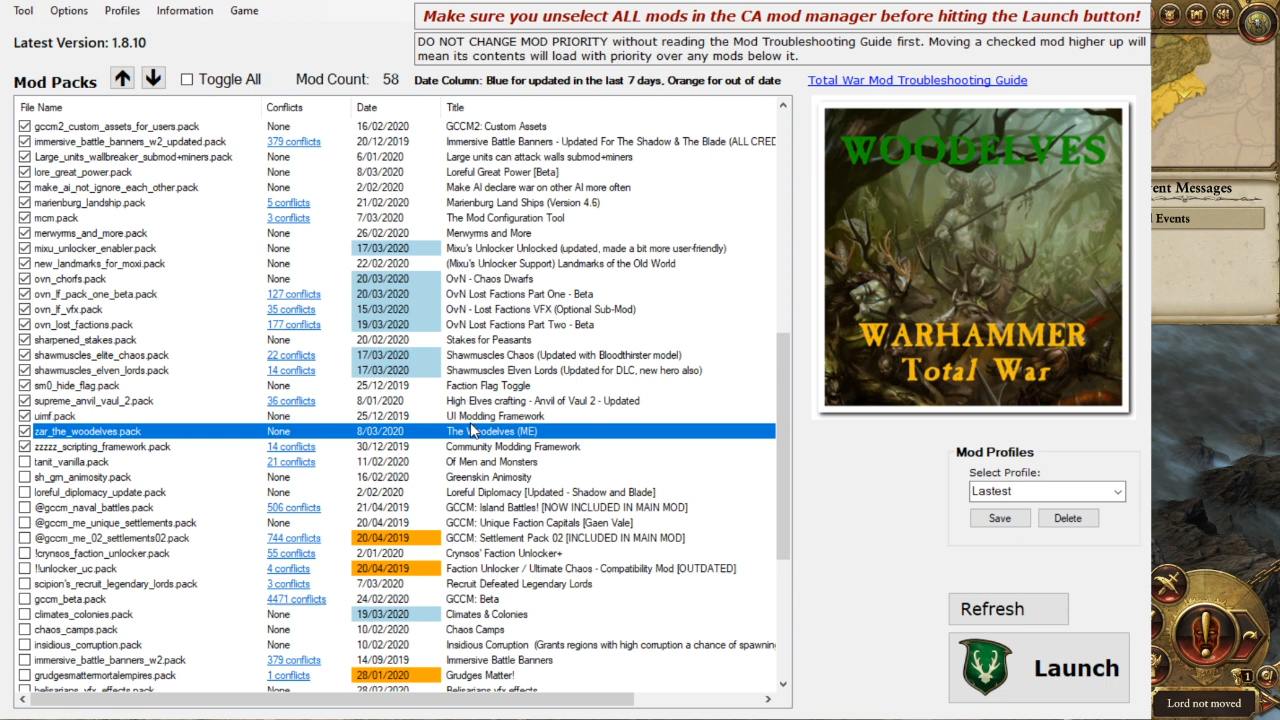 Tool Options Profiles Information Game
Make sure you unselect ALL mods in the CA mod manager before hitting the Launch button!
Latest Version: 1.8.10
DO NOT CHANGE MOD PRIORITY without reading the Mod Troubleshooting Guide first. Moving a checked mod higher up will
mean its contents will load with priority over any mods below it.
Mod Packs Toggle All Mod Count: 58 Date Column: Blue for updated in the last 7 days, Orange for out of date Total War Mod Troubleshooting Guide
File Name Conflicts Date Title
gccm2_custom_assets_for_users.pack None 16/02/2020 GCCM2: Custom Assets
immersive_battle_banners_w2_updated.pack 379 conflicts 20/12/2019 Immersive Battle Banners - Updated For The Shadow & The Blade (ALL CRED
Large_units_wallbreaker_submod+miners.pack None 6/01/2020 Large units can attack walls submod+miners
lore_great_power.pack None 8/03/2020 Loreful Great Power [Beta]
make_ai_not_ignore_each_other.pack None 2/02/2020 Make AI declare war on other AI more often
marienburg_landship.pack 5 conflicts 21/02/2020 Marienburg Land Ships (Version 4.6)
mcm.pack 3 conflicts 7/03/2020 The Mod Configuration Tool
merwyrms_and_more.pack None 26/02/2020 Merwyrms and More
mixu_unlocker_enabler.pack None 17/03/2020 Mixu's Unlocker Unlocked (updated, made a bit more user-friendly)
new_landmarks_for_moxi.pack None 22/02/2020 (Mixu's Unlocker Support) Landmarks of the Old World
ovn_chorfs.pack None 20/03/2020 OvN - Chaos Dwarfs
ovn_lf_pack_one_beta.pack 127 conflicts 20/03/2020 OvN Lost Factions Part One - Beta
ovn_lf_vfx.pack 35 conflicts 15/03/2020 OvN - Lost Factions VFX (Optional Sub-Mod)
ovn_lost_factions.pack 177 conflicts 19/03/2020 OvN Lost Factions Part Two - Beta
sharpened_stakes.pack None 20/02/2020 Stakes for Peasants
shawmuscles_elite_chaos.pack 22 conflicts 17/03/2020 Shawmuscles Chaos (Updated with Bloodthirster model)
shawmuscles_elven_lords.pack 14 conflicts 17/03/2020 Shawmuscles Elven Lords (Updated for DLC, new hero also)
sm0_hide_flag.pack None 25/12/2019 Faction Flag Toggle
supreme_anvil_vaul_2.pack 36 conflicts 8/01/2020 High Elves crafting - Anvil of Vaul 2 - Updated
uimf.pack None 25/12/2019 UI Modding Framework
zar_the_woodelves.pack None 8/03/2020 The Woodelves (ME)
zzzzz_scripting_framework.pack 14 conflicts 30/12/2019 Community Modding Framework
tanit_vanilla.pack 21 conflicts 11/02/2020 Of Men and Monsters
sh_gm_animosity.pack None 16/02/2020 Greenskin Animosity
loreful_diplomacy_update.pack None 2/02/2020 Loreful Diplomacy [Updated - Shadow and Blade]
@gccm_naval_battles.pack 506 conflicts 21/04/2019 GCCM: Island Battles! [NOW INCLUDED IN MAIN MOD]
@gccm_me_unique_settlements.pack None 20/04/2019 GCCM: Unique Faction Capitals [Gaen Vale]
@gccm_me_02_settlements02.pack 744 conflicts 20/04/2019 GCCM: Settlement Pack 02 [INCLUDED IN MAIN MOD]
!crynsos_faction_unlocker.pack 55 conflicts 2/01/2020 Crynsos' Faction Unlocker+
!!unlocker_uc.pack 4 conflicts 20/04/2019 Faction Unlocker / Ultimate Chaos - Compatibility Mod [OUTDATED]
scipion's_recruit_legendary_lords.pack 3 conflicts 7/03/2020 Recruit Defeated Legendary Lords
gccm_beta.pack 4471 conflicts 24/02/2020 GCCM: Beta
climates_colonies.pack None 19/03/2020 Climates & Colonies
chaos_camps.pack None 10/02/2020 Chaos Camps
insidious_corruption.pack None 10/02/2020 Insidious Corruption (Grants regions with high corruption a chance of spawning
immersive_battle_banners_w2.pack 379 conflicts 14/09/2019 Immersive Battle Banners
grudgesmattermortalempires.pack 1 conflicts 28/01/2020 Grudges Matter!
belisarians_vfx_effects.pack None 28/02/2020 Belisarians vfx effects
WOODELVES
WARHAMMER
Total War
Mod Profiles
Select Profile:
Lastest
Save Delete
Refresh
Launch
ent Messages
Events
1
Lord not moved